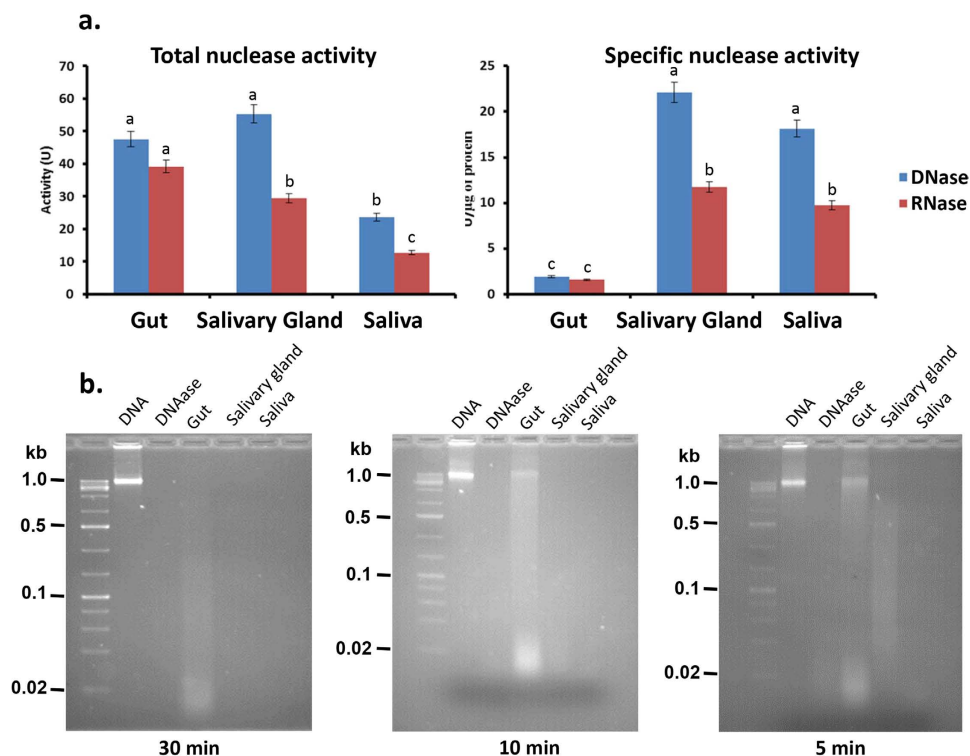 a.
Total nuclease activity
70
60
50
40
30
20
10
0
Activity (U)
a
a
a
b
b
c
Gut
Salivary Gland
Saliva
Specific nuclease activity
25
20
15
10
5
0
U/µg of protein
c
c
a
b
a
b
DNase
RNase
Gut
Salivary Gland
Saliva
b.
DNA
DNAase
Gut
Salivary gland
Saliva
kb
1.0
0.5
0.1
0.02
30 min
DNA
DNAase
Gut
Salivary gland
Saliva
kb
1.0
0.5
0.1
0.02
10 min
DNA
DNAase
Gut
Salivary gland
Saliva
kb
1.0
0.5
0.1
0.02
5 min